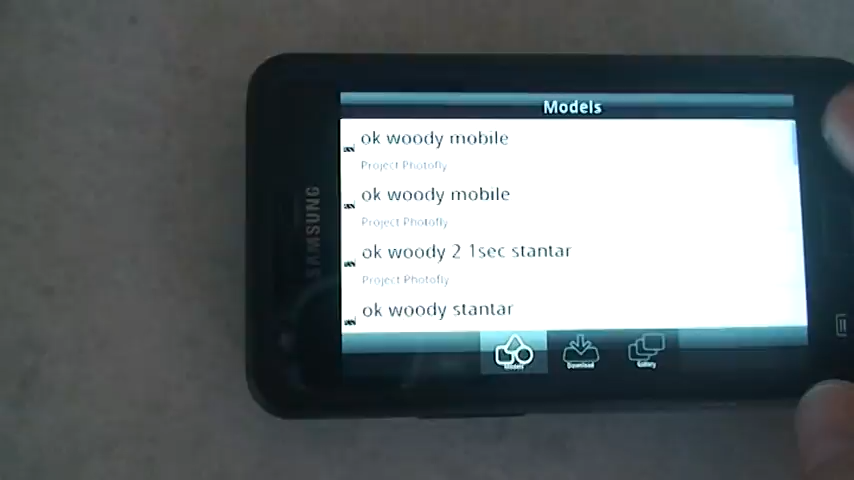 Models
ok woody mobile
Project Photofly
ok woody mobile
Project Photofly
ok woody 2 1sec stantar
Project Photofly
ok woody stantar
Models
Download
Gallery
SAMSUNG